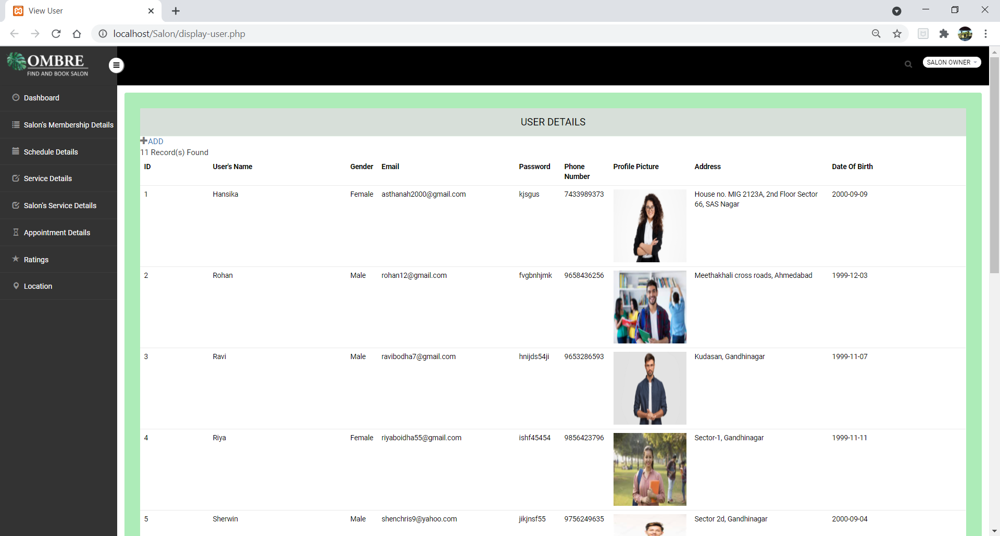 View User
localhost/Salon/display-user.php
OMBRE
FIND AND BOOK SALON
SALON OWNER
Dashboard
Salon's Membership Details
Schedule Details
Service Details
Salon's Service Details
Appointment Details
Ratings
Location
USER DETAILS
ADD
11 Record(s) Found
ID User's Name Gender Email Password Phone Number Profile Picture Address Date Of Birth
1 Hansika Female asthanah2000@gmail.com kjsgus 7433989373 House no. MIG 2123A, 2nd Floor Sector 2000-09-09
66, SAS Nagar
2 Rohan Male rohan12@gmail.com fvgbnhjmk 9658436256 Meethakhali cross roads, Ahmedabad 1999-12-03
3 Ravi Male ravibodha7@gmail.com hnijds54ji 9653286593 Kudasan, Gandhinagar 1999-11-07
4 Riya Female riyaboidha55@gmail.com ishf45454 9856423796 Sector-1, Gandhinagar 1999-11-11
5 Sherwin Male shenchris9@yahoo.com jikjnsf55 9756249635 Sector 2d, Gandhinagar 2000-09-04